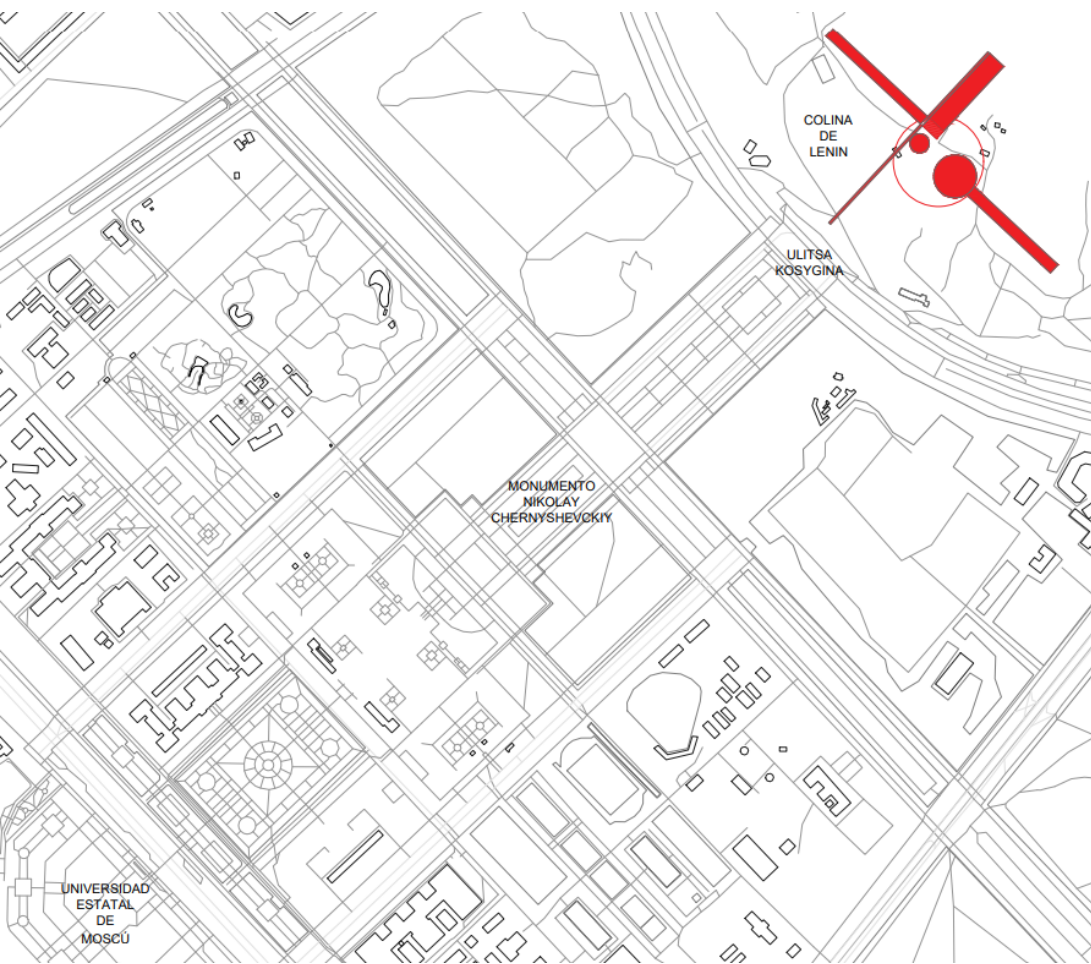 COLINA
DE
LENIN
ULITSA
KOSYGINA
MONUMENTO
NIKOLAY
CHERNYSHEVCKIY
UNIVERSIDAD
ESTATAL
DE
MOSCÚ